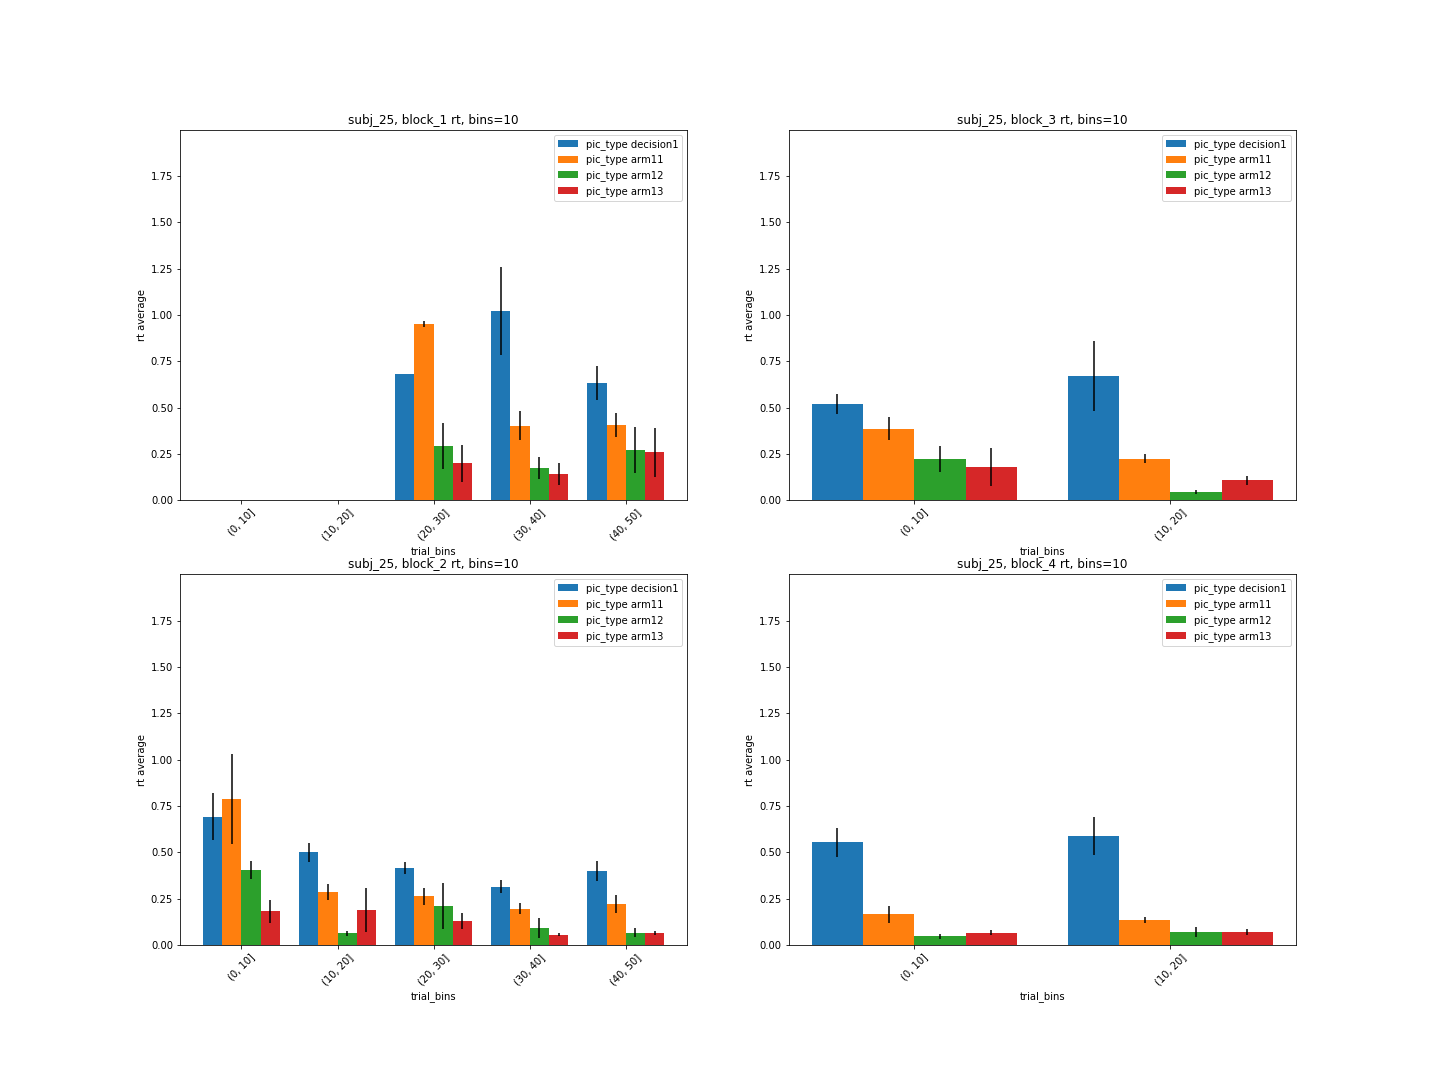 subj_25, block_1 rt, bins=10
pic_type decision1
pic_type arm11
pic_type arm12
pic_type arm13
1.75
1.50
1.25
1.00
0.75
0.50
0.25
0.00
rt average
(0, 10]
(10, 20]
(20, 30]
(30, 40]
(40, 50]
trial_bins
subj_25, block_3 rt, bins=10
pic_type decision1
pic_type arm11
pic_type arm12
pic_type arm13
1.75
1.50
1.25
1.00
0.75
0.50
0.25
0.00
rt average
(0, 10]
(10, 20]
trial_bins
subj_25, block_2 rt, bins=10
pic_type decision1
pic_type arm11
pic_type arm12
pic_type arm13
1.75
1.50
1.25
1.00
0.75
0.50
0.25
0.00
rt average
(0, 10]
(10, 20]
(20, 30]
(30, 40]
(40, 50]
trial_bins
subj_25, block_4 rt, bins=10
pic_type decision1
pic_type arm11
pic_type arm12
pic_type arm13
1.75
1.50
1.25
1.00
0.75
0.50
0.25
0.00
rt average
(0, 10]
(10, 20]
trial_bins